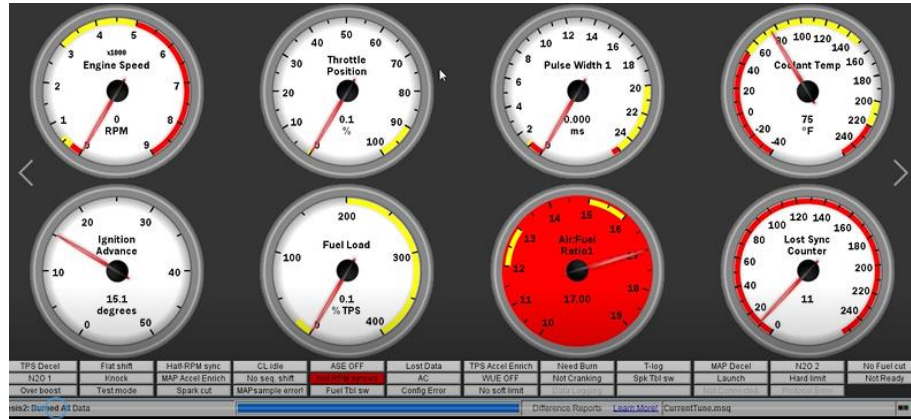 x1000
Engine Speed
0
RPM
0 1 2 3 4 5 6 7 8 9
Throttle
Position
0.1
%
0 10 20 30 40 50 60 70 80 90 100
Pulse Width 1
0.000
ms
0 2 4 6 8 10 12 14 16 18 20 22 24
Coolant Temp
75
°F
-40 -20 0 20 40 60 80 100 120 140 160 180 200 220 240
Ignition
Advance
15.1
degrees
0 10 20 30 40 50
Fuel Load
0.1
% TPS
0 100 200 300 400
Air:Fuel
Ratio1
17.00
10 11 12 13 14 15 16 17 18 19
Lost Sync
Counter
11
0 20 40 60 80 100 120 140 160 180 200 220 240
TPS Decel Flat shift Half-RPM sync CL idle ASE OFF Lost Data TPS Accel Enrich Need Burn T-log MAP Decel N2O 2 No Fuel cut
N2O 1 Knock MAP Accel Enrich No seq. shift AC WUE OFF Not Cranking Spk Tbl sw Launch Hard limit Not Ready
Over boost Test mode Spark cut MAPsample error! Fuel Tbl sw Config Error No soft limit Data Logging Not Connected Protocol Error
esis2: Burned All Data Difference Reports Learn More! CurrentTune.msq